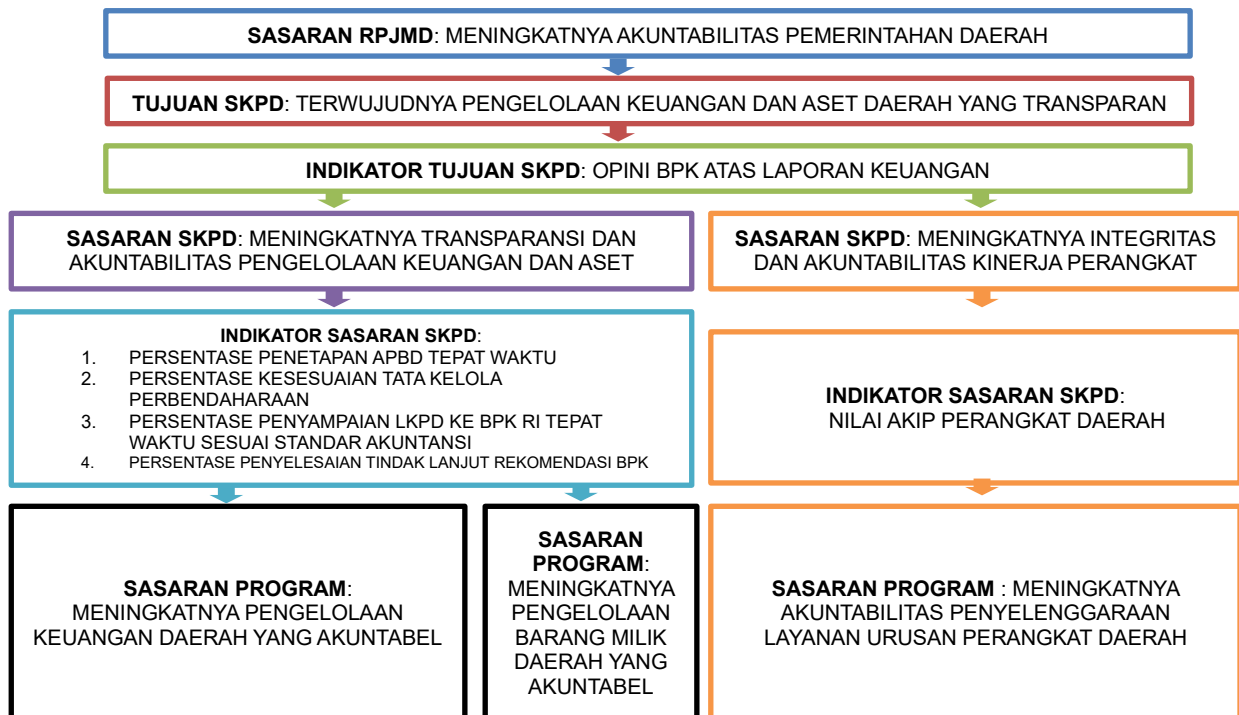 SASARAN RPJMD: MENINGKATNYA AKUNTABILITAS PEMERINTAHAN DAERAH
TUJUAN SKPD: TERWUJUDNYA PENGELOLAAN KEUANGAN DAN ASET DAERAH YANG TRANSPARAN
INDIKATOR TUJUAN SKPD: OPINI BPK ATAS LAPORAN KEUANGAN
SASARAN SKPD: MENINGKATNYA TRANSPARANSI DAN
AKUNTABILITAS PENGELOLAAN KEUANGAN DAN ASET
SASARAN SKPD: MENINGKATNYA INTEGRITAS
DAN AKUNTABILITAS KINERJA PERANGKAT
INDIKATOR SASARAN SKPD:
1. PERSENTASE PENETAPAN APBD TEPAT WAKTU
2. PERSENTASE KESESUAIAN TATA KELOLA
PERBENDAHARAAN
3. PERSENTASE PENYAMPAIAN LKPD KE BPK RI TEPAT
WAKTU SESUAI STANDAR AKUNTANSI
4. PERSENTASE PENYELESAIAN TINDAK LANJUT REKOMENDASI BPK
INDIKATOR SASARAN SKPD:
NILAI AKIP PERANGKAT DAERAH
SASARAN PROGRAM:
MENINGKATNYA PENGELOLAAN
KEUANGAN DAERAH YANG AKUNTABEL
SASARAN
PROGRAM:
MENINGKATNYA
PENGELOLAAN
BARANG MILIK
DAERAH YANG
AKUNTABEL
SASARAN PROGRAM : MENINGKATNYA
AKUNTABILITAS PENYELENGGARAAN
LAYANAN URUSAN PERANGKAT DAERAH